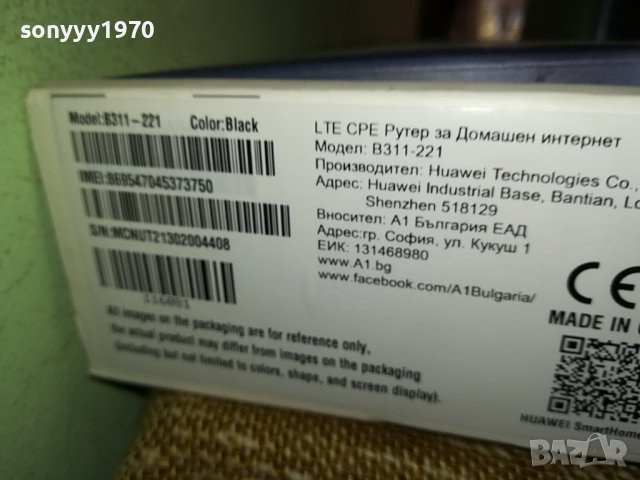 sonyyy1970
Model:B311-221 Color:Black
IMEI:869547045373750
S/N:MCNUT21302004408
116081
All images on the packaging are for reference only,
the actual product may differ from images on the packaging
(including but not limited to colors, shape, and screen display).
LTE CPE Рутер за Домашен интернет
Модел: B311-221
Производител: Huawei Technologies Co.,
Адрес: Huawei Industrial Base, Bantian,
Shenzhen 518129
Вносител: А1 България ЕАД
Адрес:гр. София, ул. Кукуш 1
ЕИК: 131468980
www.A1.bg
www.facebook.com/A1Bulgaria/
CE
MADE IN
HUAWEI SmartHome
BAZAR